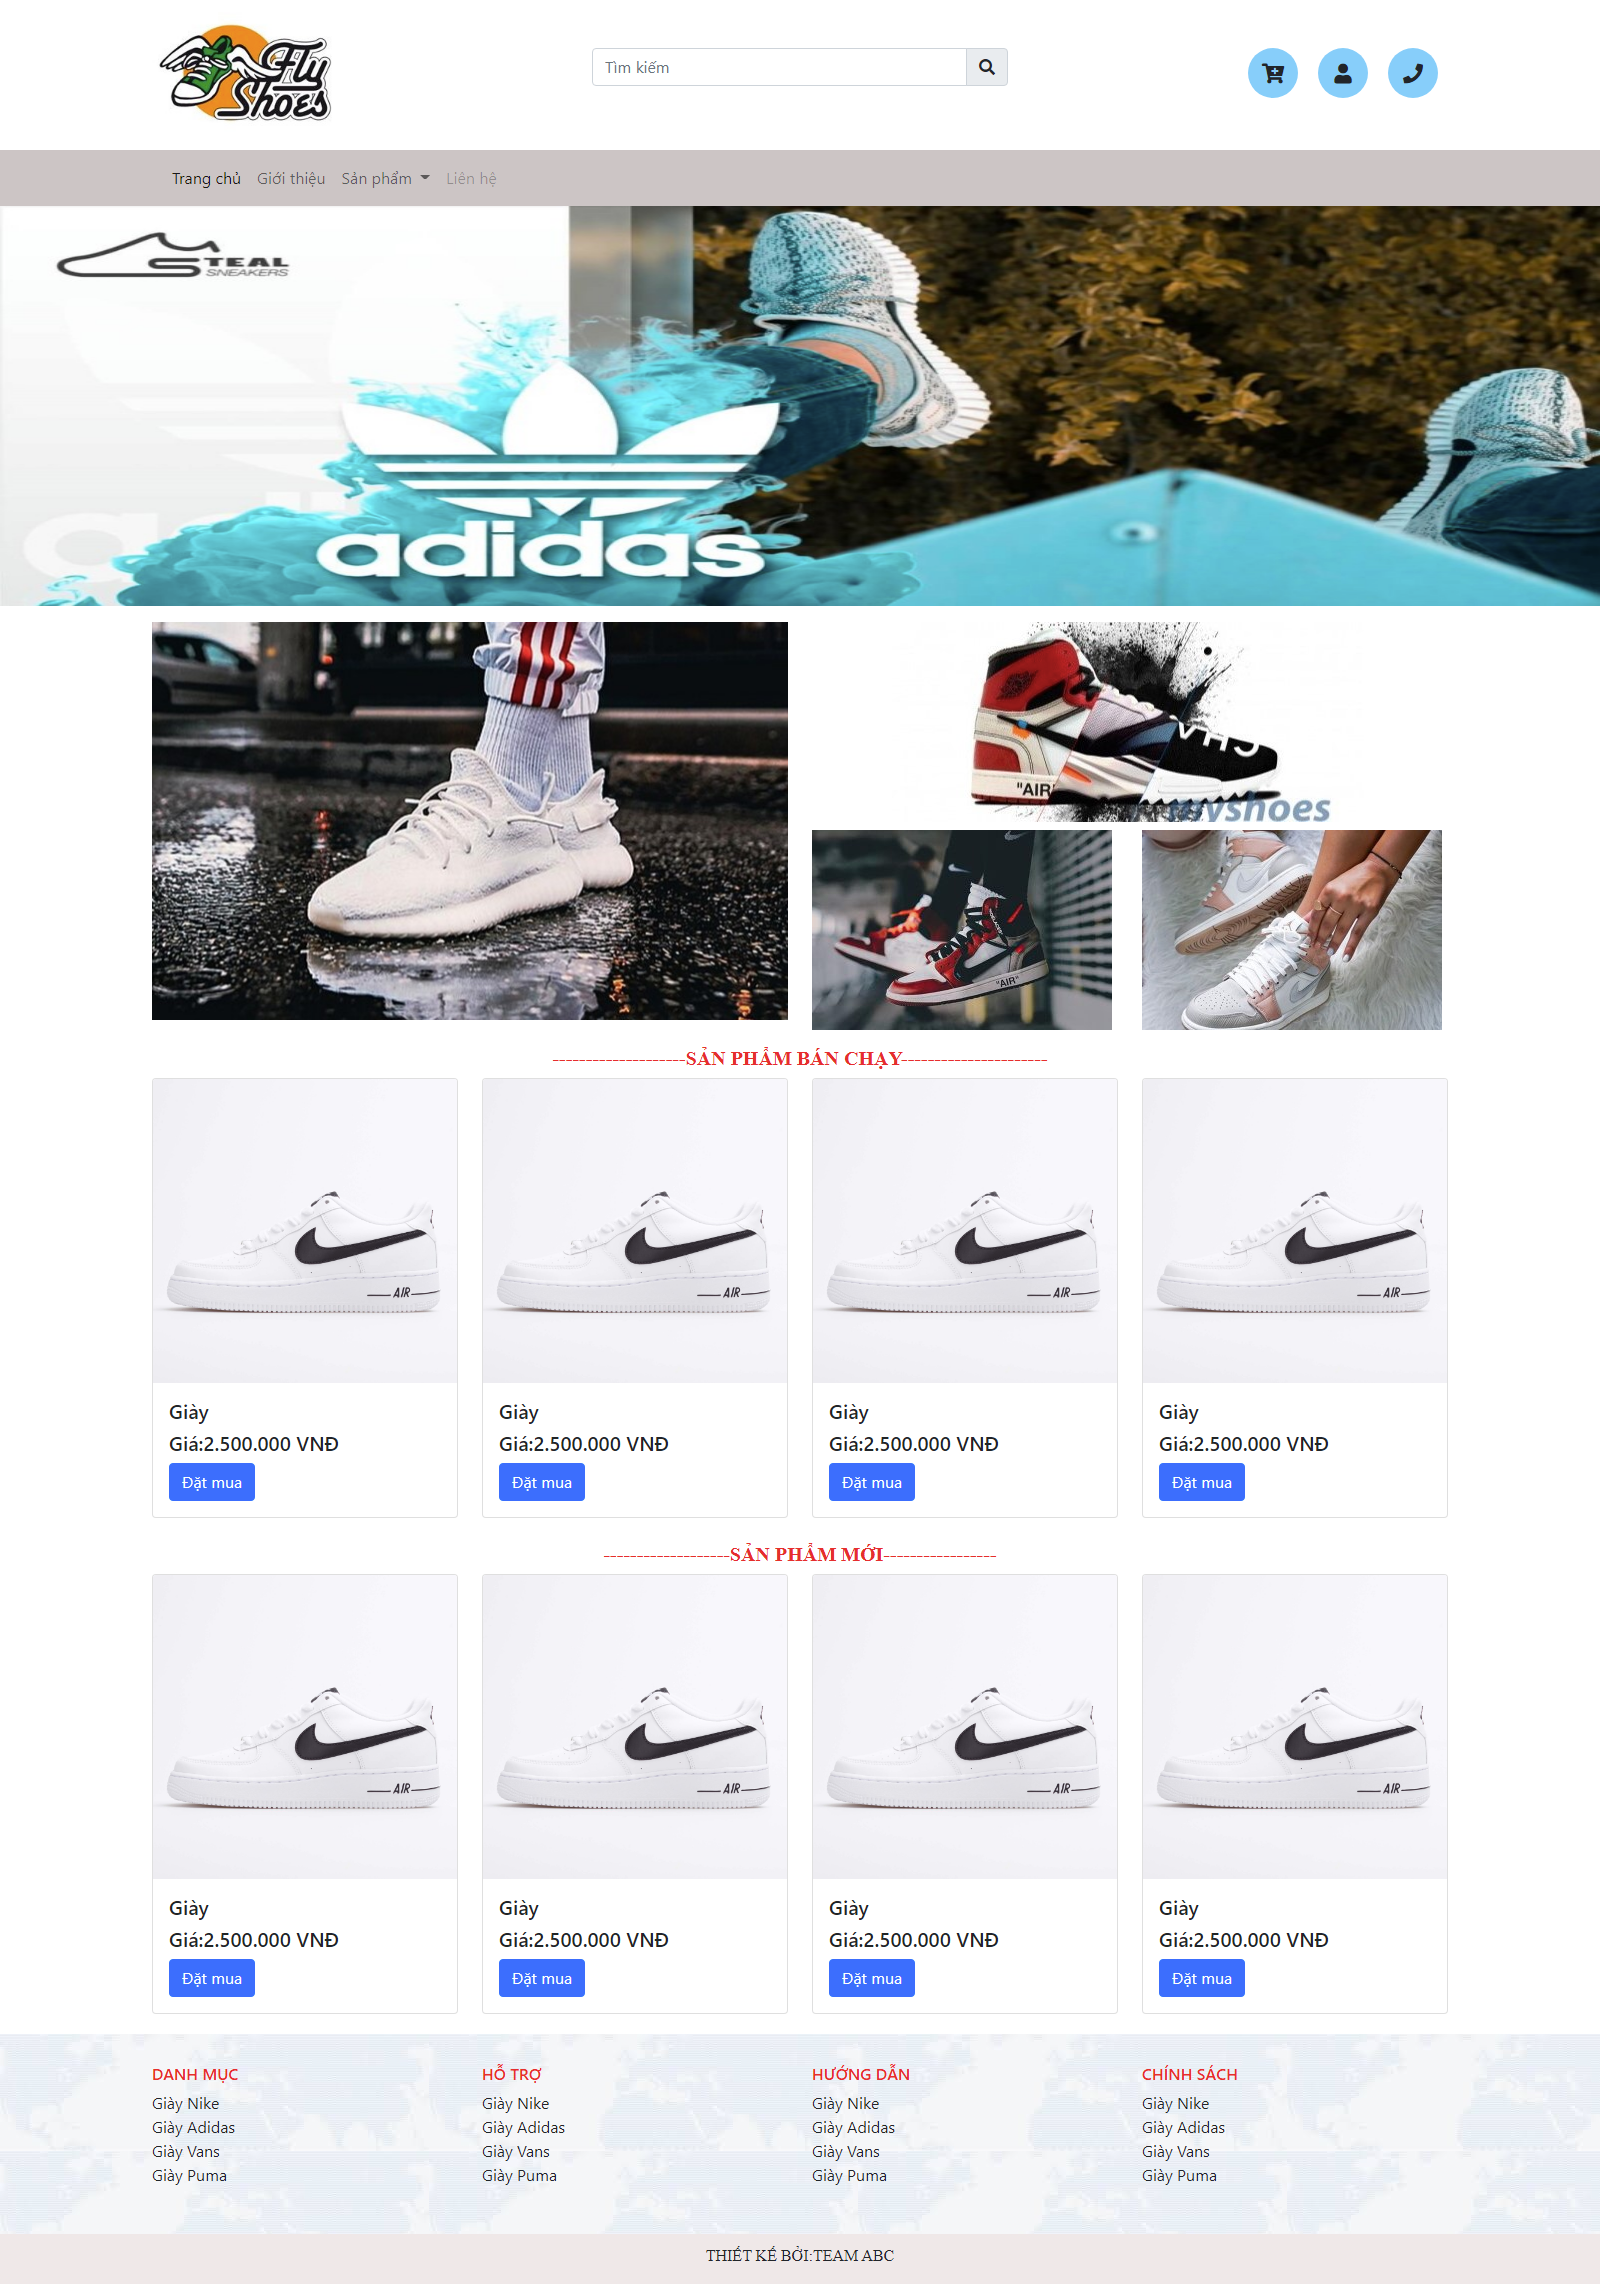 Fly
Shoes
Tìm kiếm
Trang chủ Giới thiệu Sản phẩm Liên hệ
STEAL
SNEAKERS
adidas
"AIR"
myshoes
"AIR"
--------------------SẢN PHẨM BÁN CHẠY----------------------
AIR AIR AIR AIR
Giày Giày Giày Giày
Giá:2.500.000 VNĐ Giá:2.500.000 VNĐ Giá:2.500.000 VNĐ Giá:2.500.000 VNĐ
Đặt mua Đặt mua Đặt mua Đặt mua
-------------------SẢN PHẨM MỚI-----------------
AIR AIR AIR AIR
Giày Giày Giày Giày
Giá:2.500.000 VNĐ Giá:2.500.000 VNĐ Giá:2.500.000 VNĐ Giá:2.500.000 VNĐ
Đặt mua Đặt mua Đặt mua Đặt mua
DANH MỤC HỖ TRỢ HƯỚNG DẪN CHÍNH SÁCH
Giày Nike Giày Nike Giày Nike Giày Nike
Giày Adidas Giày Adidas Giày Adidas Giày Adidas
Giày Vans Giày Vans Giày Vans Giày Vans
Giày Puma Giày Puma Giày Puma Giày Puma
THIẾT KẾ BỞI:TEAM ABC